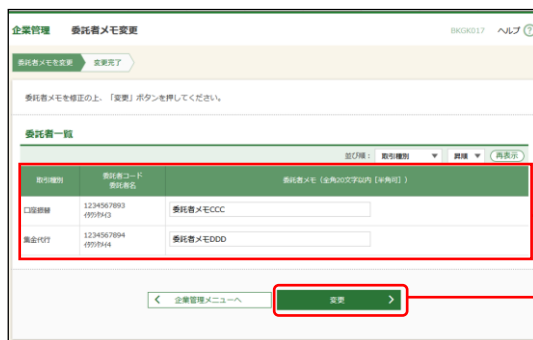 企業管理 委託者メモ変更 BKGK017 ヘルプ ?
委託者メモを変更 変更完了
委託者メモを修正の上、「変更」ボタンを押してください。
委託者一覧
並び順： 取引種別 ▼ 昇順 ▼ 再表示
取引種別 委託者コード 委託者名 委託者メモ（全角20文字以内［半角可］）
口座振替 1234567893 委託者メモCCC
集金代行 1234567894 委託者メモDDD
企業管理メニューへ 変更